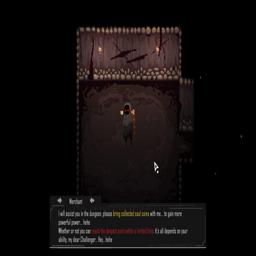 Merchant
I will assist you in the dungeon. please bring collected soul coins with me... to gain more
powerful power... hehe
Whether or not you can reach the deepest point within a limited time, it's all depends on your
ability, my dear Challenger.. Hey...hehe